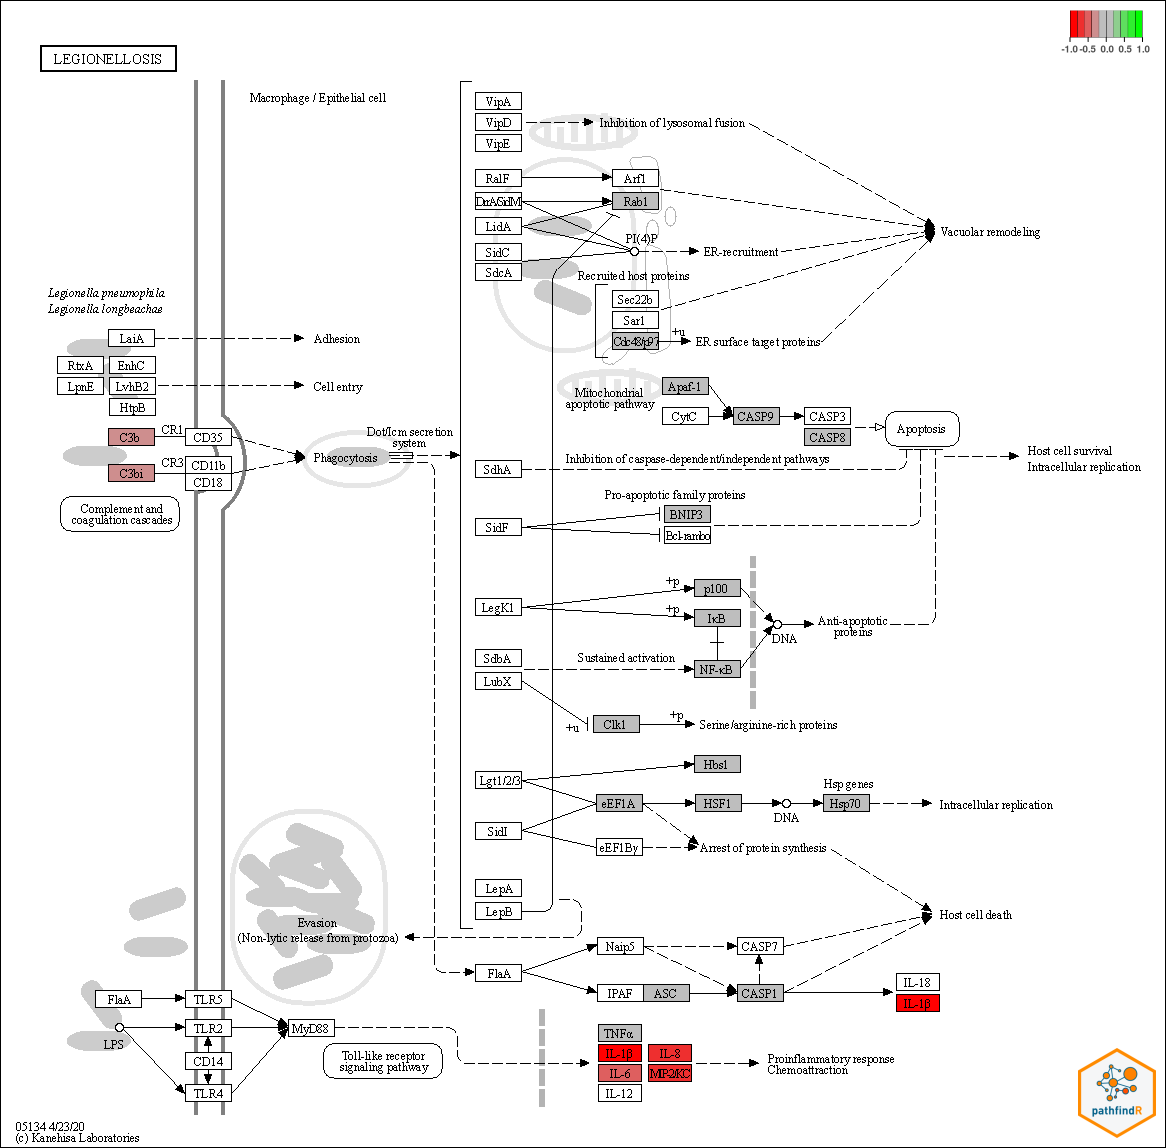 -1.0 -0.5 0.0 0.5 1.0
LEGIONELLOSIS
Macrophage / Epithelial cell
VipA
VipD
Inhibition of lysosomal fusion
VipE
RalF
Arf1
DrrA/SidM
Rab1
LidA
Vacuolar remodeling
PI(4)P
SidC
ER-recruitment
SdcA
Recruited host proteins
Legionella pneumophila
Legionella longbeachae
Sec22b
Sar1
+u
Cdc48/p97
ER surface target proteins
LaiA
Adhesion
RtxA
EnhC
LpnE
LvhB2
Cell entry
HtpB
Mitochondrial
apoptotic pathway
Apaf-1
CytC
CASP9
CASP3
CASP8
Apoptosis
C3b
CR1
CD35
Dot/Icm secretion
system
Phagocytosis
C3bi
CR3
CD11b
CD18
SdhA
Inhibition of caspase-dependent/independent pathways
Host cell survival
Intracellular replication
Complement and
coagulation cascades
Pro-apoptotic family proteins
SidF
BNIP3
Bcl-rambo
+p
p100
LegK1
+p
IκB
DNA
Anti-apoptotic
proteins
SdbA
Sustained activation
NF-κB
LubX
+u
Clk1
+p
Serine/arginine-rich proteins
Hbs1
Lgt1/2/3
Hsp genes
eEF1A
HSF1
DNA
Hsp70
Intracellular replication
SidI
eEF1Bγ
Arrest of protein synthesis
LepA
LepB
Host cell death
Evasion
(Non-lytic release from protozoa)
Naip5
CASP7
FlaA
IPAF
ASC
CASP1
IL-18
IL-1β
FlaA
TLR5
LPS
TLR2
MyD88
CD14
TLR4
Toll-like receptor
signaling pathway
TNFα
IL-1β
IL-8
IL-6
MIP2/KC
IL-12
Proinflammatory response
Chemoattraction
pathfindR
05134 4/23/20
(c) Kanehisa Laboratories